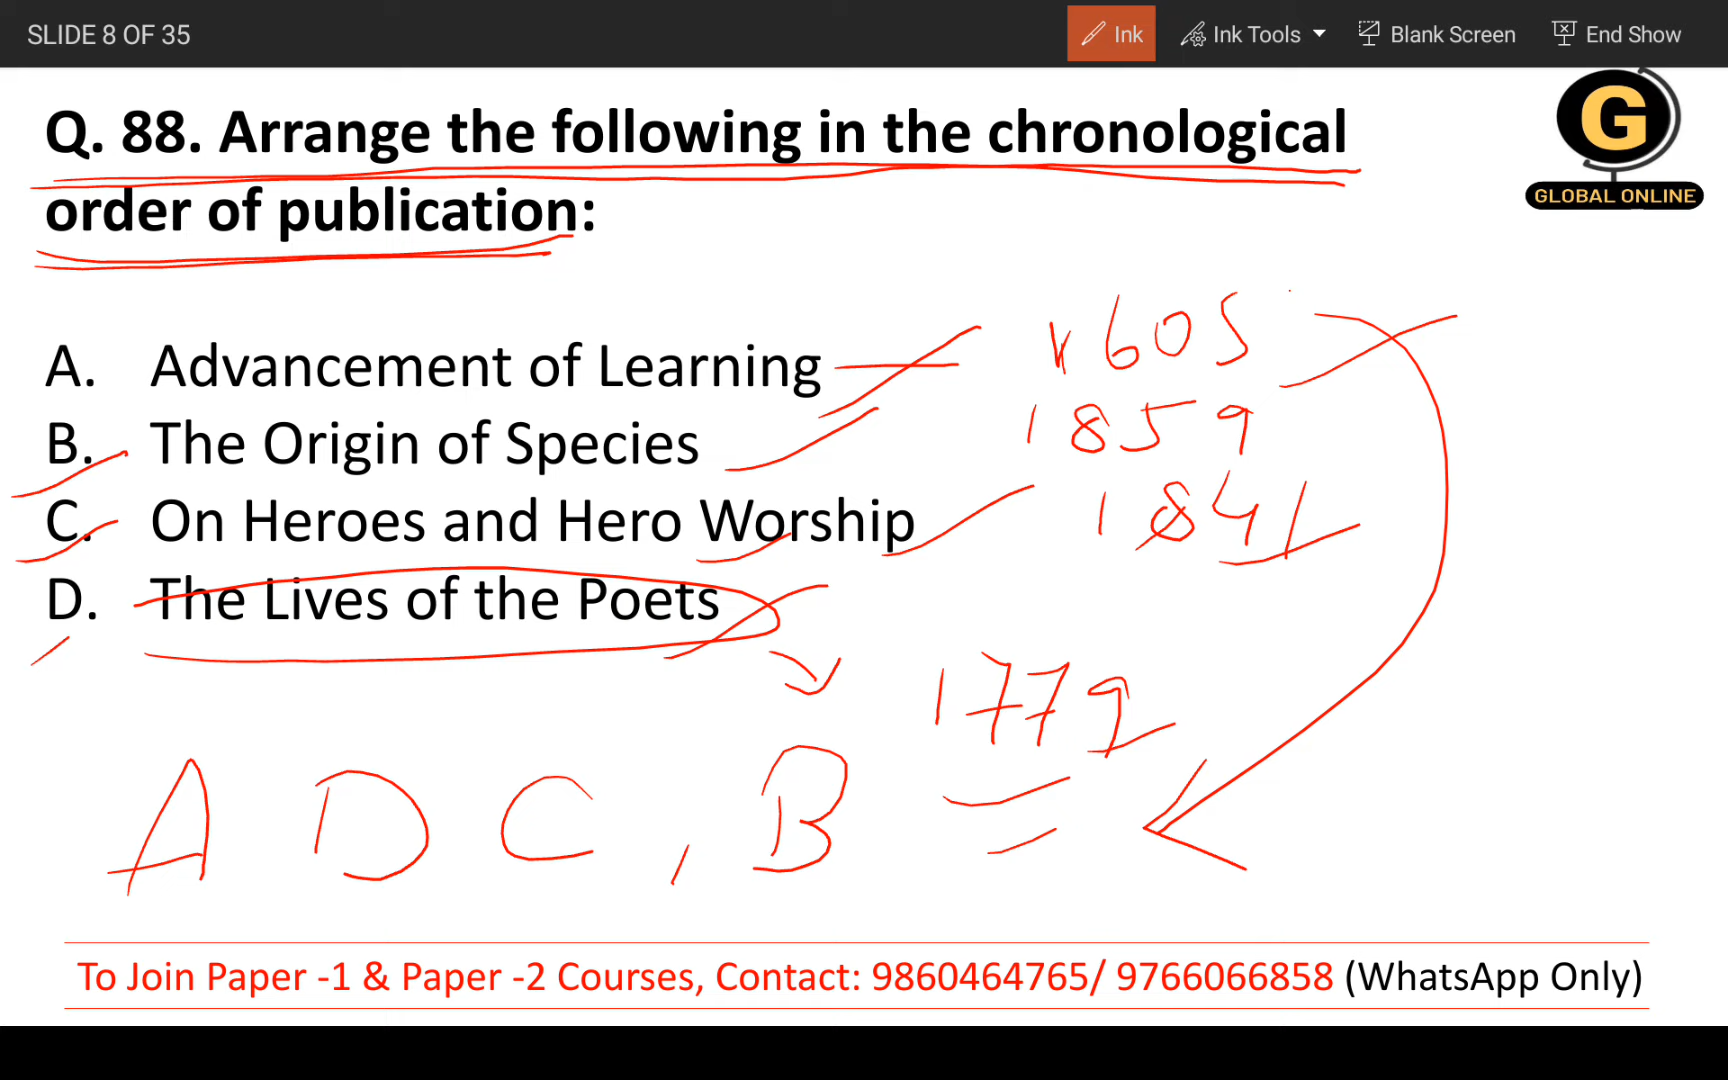 SLIDE 8 OF 35 Ink Ink Tools Blank Screen End Show
G
GLOBAL ONLINE
Q. 88. Arrange the following in the chronological
order of publication:
A. Advancement of Learning 1605
B. The Origin of Species 1859
C. On Heroes and Hero Worship 1841
D. The Lives of the Poets
1779
A D C , B
To Join Paper -1 & Paper -2 Courses, Contact: 9860464765/ 9766066858 (WhatsApp Only)